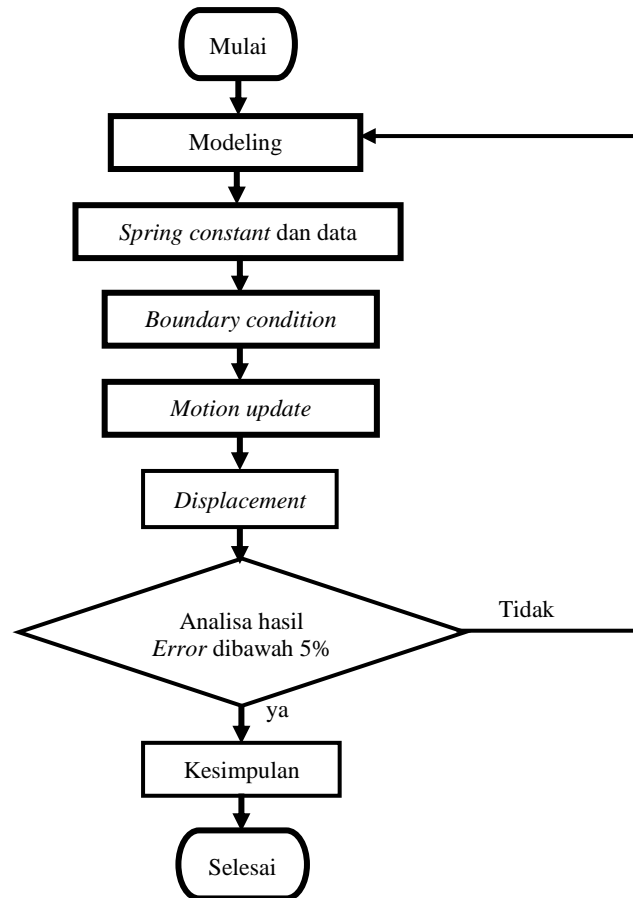 Mulai
Modeling
Spring constant dan data
Boundary condition
Motion update
Displacement
Analisa hasil
Error dibawah 5%
Tidak
ya
Kesimpulan
Selesai